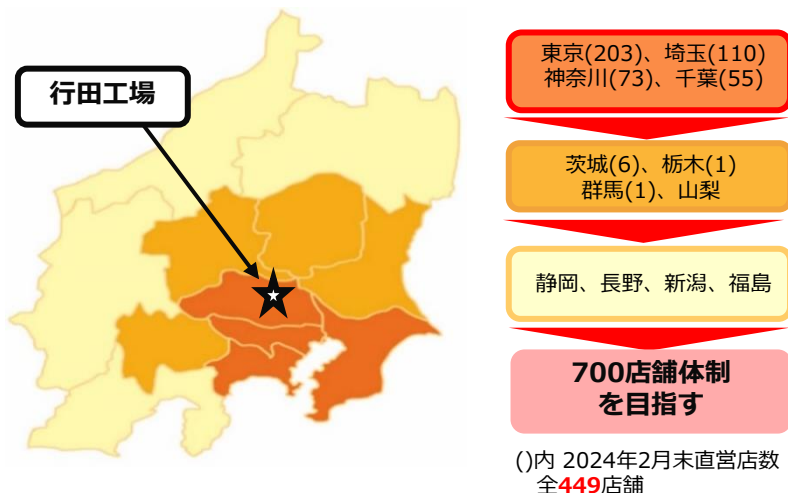 行田工場
東京(203)、埼玉(110)
神奈川(73)、千葉(55)
茨城(6)、栃木(1)
群馬(1)、山梨
静岡、長野、新潟、福島
700店舗体制
を目指す
()内 2024年2月末直営店数
全449店舗